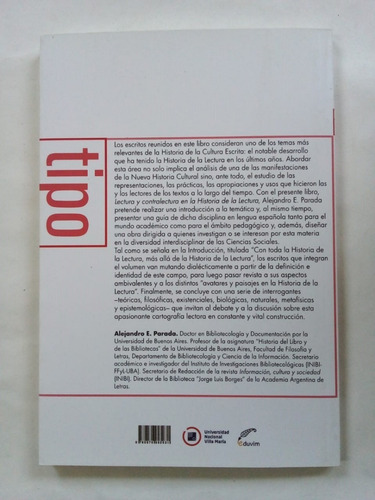 tipo
Los escritos reunidos en este libro consideran uno de los temas más
relevantes de la Historia de la Cultura Escrita: el notable desarrollo
que ha tenido la Historia de la Lectura en los últimos años. Abordar
esta área no solo implica el análisis de una de las manifestaciones
de la Nueva Historia Cultural sino, ante todo, el estudio de las
representaciones, las prácticas, las apropiaciones y usos que hicieron las
y los lectores de los textos a lo largo del tiempo. Con el presente libro,
Lectura y contralectura en la Historia de la Lectura, Alejandro E. Parada
pretende realizar una introducción a la temática y, al mismo tiempo,
presentar una guía de dicha disciplina en lengua española tanto para el
mundo académico como para el ámbito pedagógico y, además, diseñar
una obra dirigida a quienes investigan o se interesan por esta materia
en la diversidad interdisciplinar de las Ciencias Sociales.
Tal como se señala en la Introducción, titulada "Con toda la Historia de
la Lectura, más allá de la Historia de la Lectura", los escritos que integran
el volumen van mutando dialécticamente a partir de la definición e
identidad de este campo, para luego pasar revista a sus aspectos
ambivalentes y a los distintos "avatares y paisajes en la Historia de la
Lectura". Finalmente, se concluye con una serie de interrogantes
–teóricos, filosóficos, existenciales, biológicos, naturales, metafísicos
y epistemológicos– que invitan al debate y a la discusión sobre esta
apasionante cartografía lectora en constante y vital construcción.
Alejandro E. Parada. Doctor en Bibliotecología y Documentación por la
Universidad de Buenos Aires. Profesor de la asignatura "Historia del Libro y
de las Bibliotecas" de la Universidad de Buenos Aires, Facultad de Filosofía y
Letras, Departamento de Bibliotecología y Ciencia de la Información. Secretario
académico e investigador del Instituto de Investigaciones Bibliotecológicas (INIBI-
FFyL-UBA). Secretario de Redacción de la revista Información, cultura y sociedad
(INIBI). Director de la Biblioteca "Jorge Luis Borges" de la Academia Argentina de
Letras.
Universidad
Nacional
Villa María
eduvim